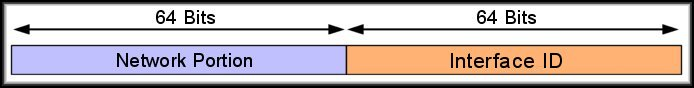 64 Bits 64 Bits
Network Portion Interface ID